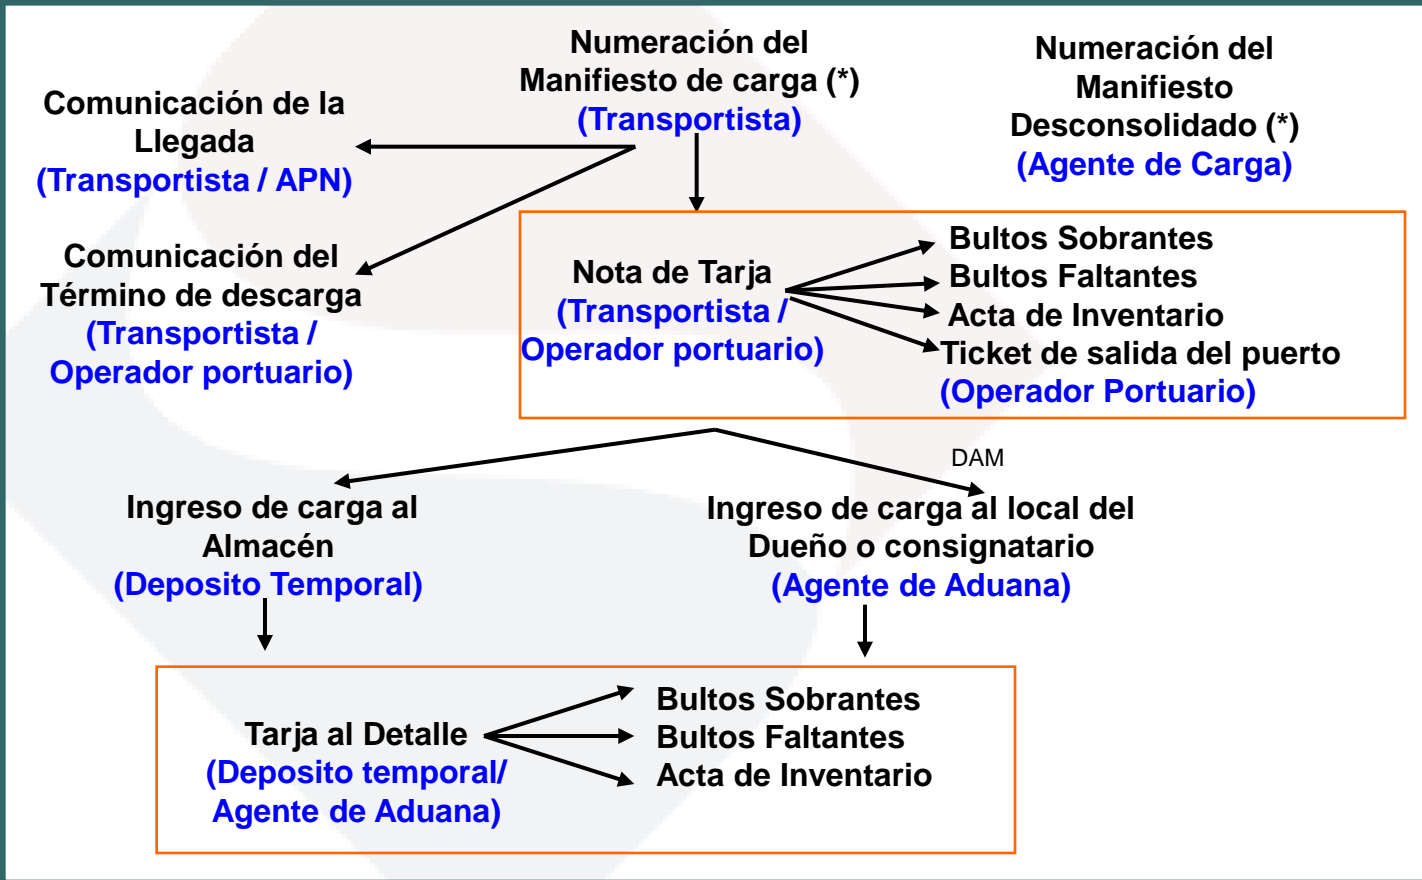 Numeración del
Manifiesto de carga (*)
(Transportista)
Numeración del
Manifiesto
Desconsolidado (*)
(Agente de Carga)
Comunicación de la
Llegada
(Transportista / APN)
Comunicación del
Término de descarga
(Transportista /
Operador portuario)
Nota de Tarja
(Transportista /
Operador portuario)
Bultos Sobrantes
Bultos Faltantes
Acta de Inventario
Ticket de salida del puerto
(Operador Portuario)
DAM
Ingreso de carga al
Almacén
(Deposito Temporal)
Ingreso de carga al local del
Dueño o consignatario
(Agente de Aduana)
Tarja al Detalle
(Deposito temporal/
Agente de Aduana)
Bultos Sobrantes
Bultos Faltantes
Acta de Inventario